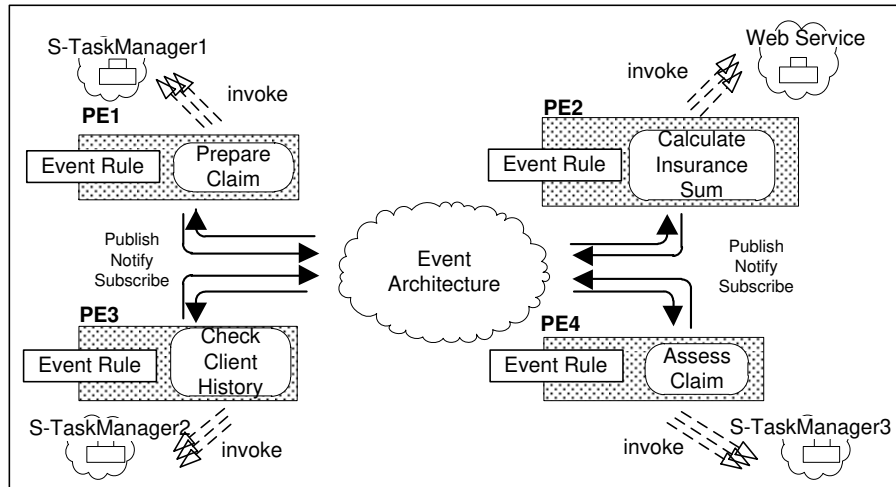 S-TaskManager1
invoke
PE1
Event Rule
Prepare
Claim
Web Service
invoke
PE2
Event Rule
Calculate
Insurance
Sum
Publish
Notify
Subscribe
Event
Architecture
Publish
Notify
Subscribe
PE3
Event Rule
Check
Client
History
S-TaskManager2
invoke
PE4
Event Rule
Assess
Claim
invoke
S-TaskManager3